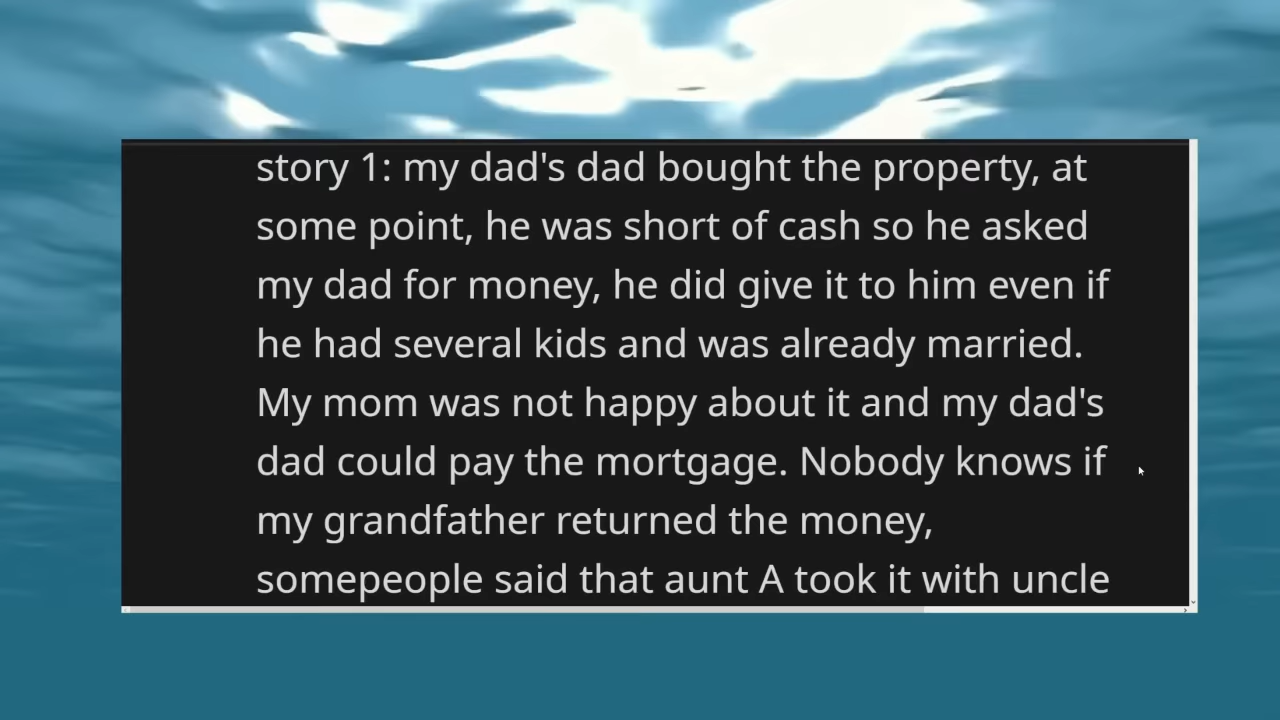 story 1: my dad's dad bought the property, at
some point, he was short of cash so he asked
my dad for money, he did give it to him even if
he had several kids and was already married.
My mom was not happy about it and my dad's
dad could pay the mortgage. Nobody knows if
my grandfather returned the money,
somepeople said that aunt A took it with uncle